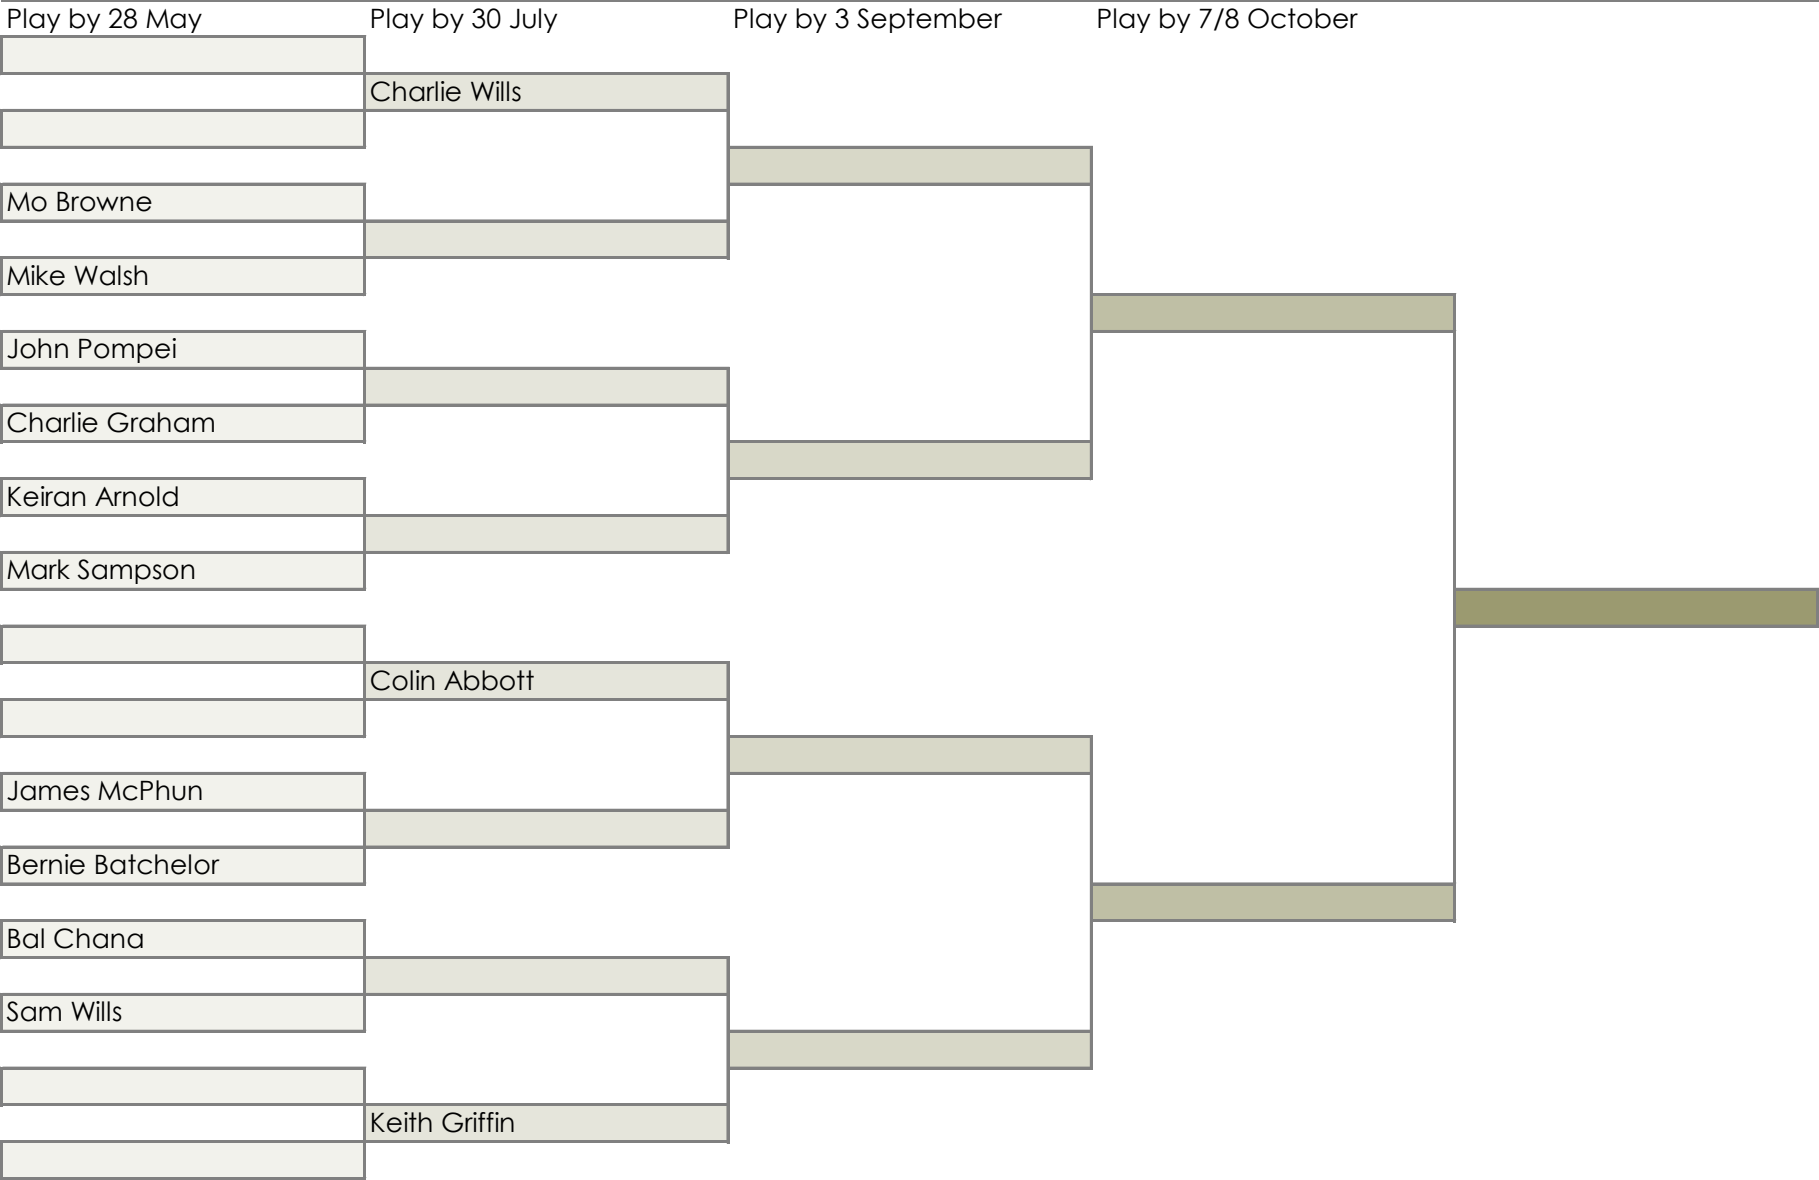 Play by 28 May Play by 30 July Play by 3 September Play by 7/8 October
Charlie Wills
Mo Browne
Mike Walsh
John Pompei
Charlie Graham
Keiran Arnold
Mark Sampson
Colin Abbott
James McPhun
Bernie Batchelor
Bal Chana
Sam Wills
Keith Griffin